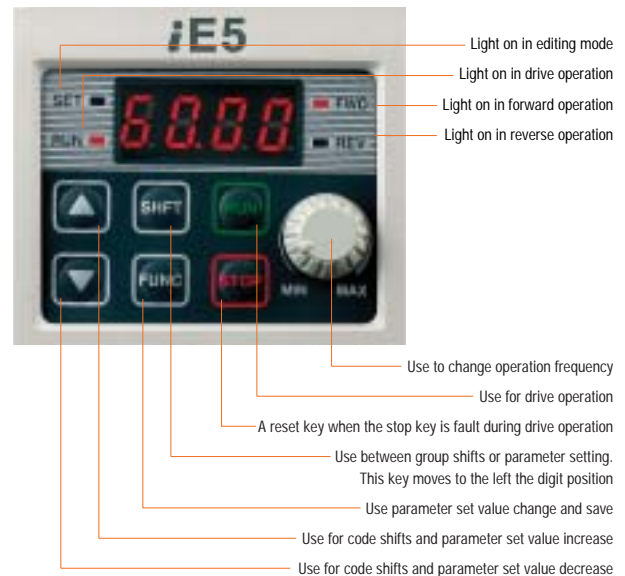 iE5
Light on in editing mode
Light on in drive operation
SET
FWD
Light on in forward operation
60.00
RUN
REV
Light on in reverse operation
SHFT
RUN
FUNC
STOP
MIN
MAX
Use to change operation frequency
Use for drive operation
A reset key when the stop key is fault during drive operation
Use between group shifts or parameter setting.
This key moves to the left the digit position
Use parameter set value change and save
Use for code shifts and parameter set value increase
Use for code shifts and parameter set value decrease